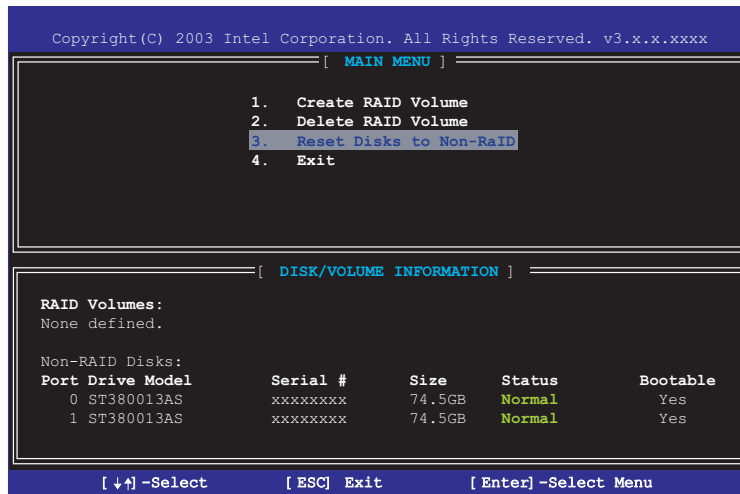 Copyright(C) 2003 Intel Corporation. All Rights Reserved. v3.x.x.xxxx
[ MAIN MENU ]
1. Create RAID Volume
2. Delete RAID Volume
3. Reset Disks to Non-RaID
4. Exit
[ DISK/VOLUME INFORMATION ]
RAID Volumes:
None defined.
Non-RAID Disks:
Port Drive Model Serial # Size Status Bootable
0 ST380013AS xxxxxxxx 74.5GB Normal Yes
1 ST380013AS xxxxxxxx 74.5GB Normal Yes
[↓↑]-Select [ESC] Exit [Enter]-Select Menu